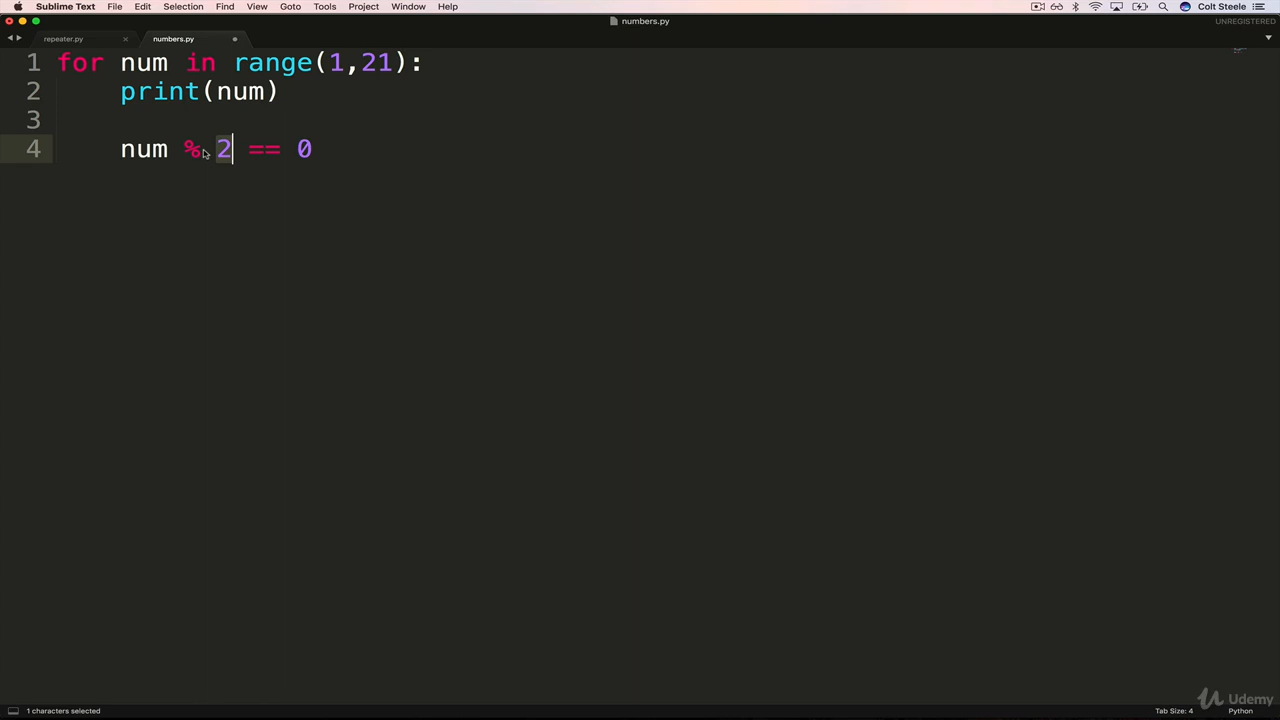 Sublime Text File Edit Selection Find View Goto Tools Project Window Help Colt Steele
numbers.py UNREGISTERED
repeater.py numbers.py
1 for num in range(1,21):
2 print(num)
3
4 num % 2 == 0
Udemy
1 characters selected Tab Size: 4 Python